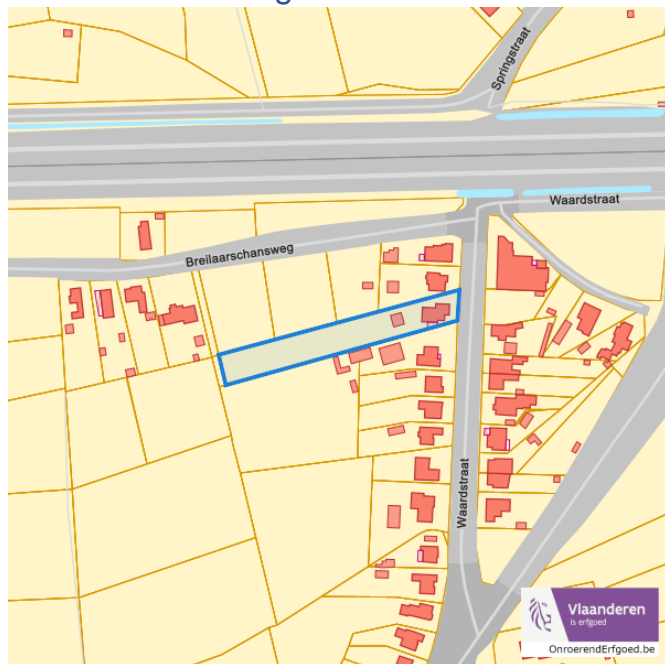 Springstraat
Waardstraat
Breilaarschansweg
Waardstraat
Vlaanderen
is erfgoed
OnroerendErfgoed.be